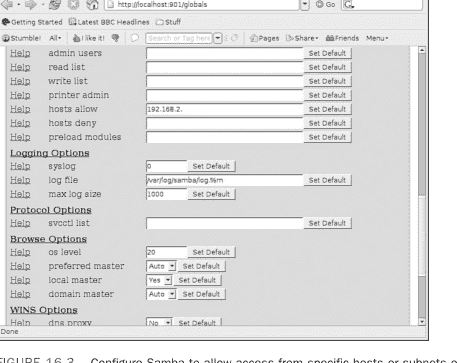 http://localhost:901/globals Go
Getting Started Latest BBC Headlines Stuff
Stumble! All I like it! Search or Tag here Pages Share Friends Menu
Help admin users Set Default
Help read list Set Default
Help write list Set Default
Help printer admin Set Default
Help hosts allow 192.168.2. Set Default
Help hosts deny Set Default
Help preload modules Set Default
Logging Options
Help syslog 0 Set Default
Help log file /var/log/samba/log.%m Set Default
Help max log size 1000 Set Default
Protocol Options
Help svcctl list Set Default
Browse Options
Help os level 20 Set Default
Help preferred master Auto Set Default
Help local master Yes Set Default
Help domain master Auto Set Default
WINS Options
Help dns proxy No Set Default
Done
FIGURE 16.3 Configure Samba to allow access from specific hosts or subnets